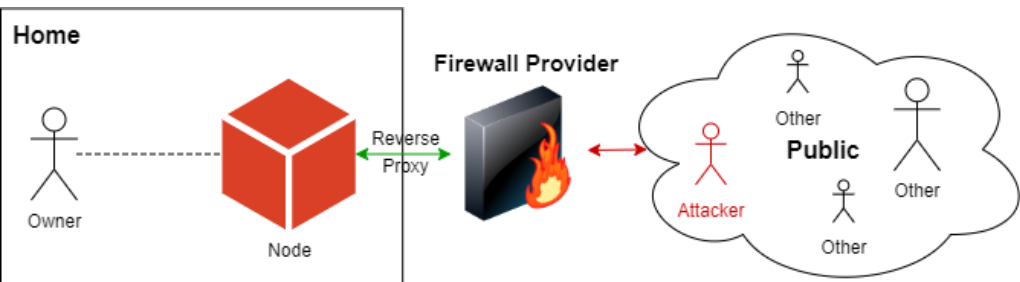 Home
Owner
Node
Reverse
Proxy
Firewall Provider
Other
Public
Attacker
Other
Other